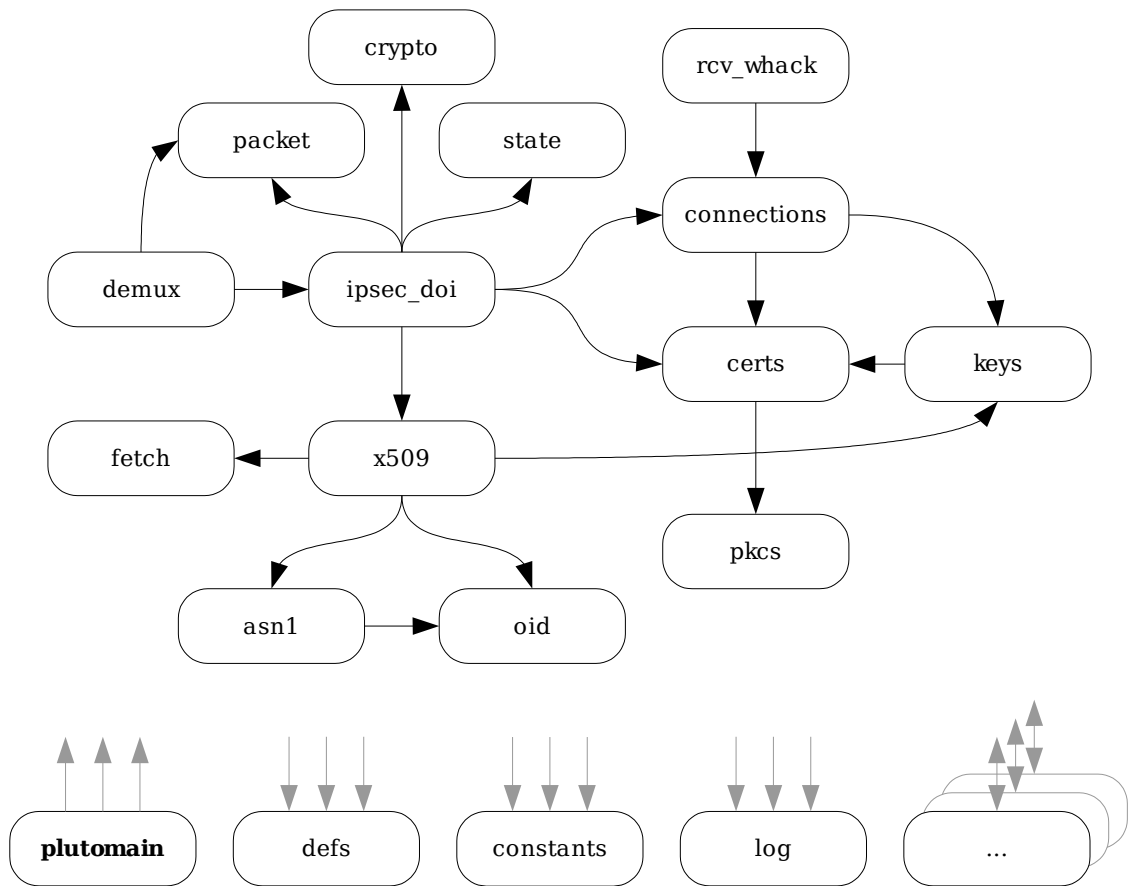 crypto
rcv_whack
packet
state
connections
demux
ipsec_doi
certs
keys
fetch
x509
pkcs
asn1
oid
plutomain
defs
constants
log
...